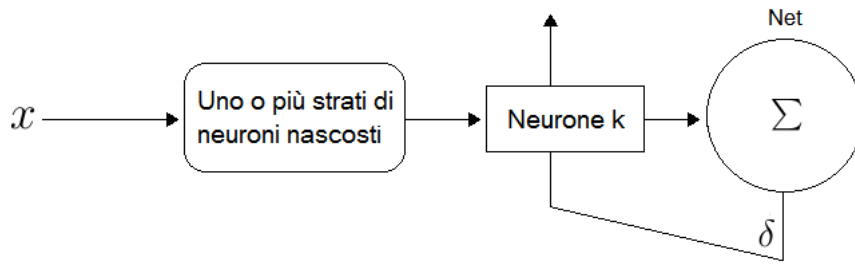 Net
x
Uno o più strati di
neuroni nascosti
Neurone k
Σ
δ